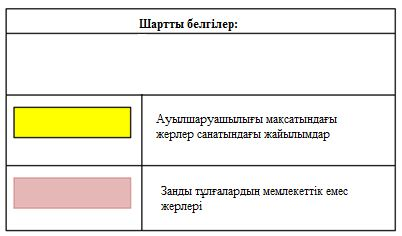 Шартты белгілер:
Ауылшаруашылығы мақсатындағы
жерлер санатындағы жайылымдар
Заңды тұлғалардың мемлекеттік емес
жерлері